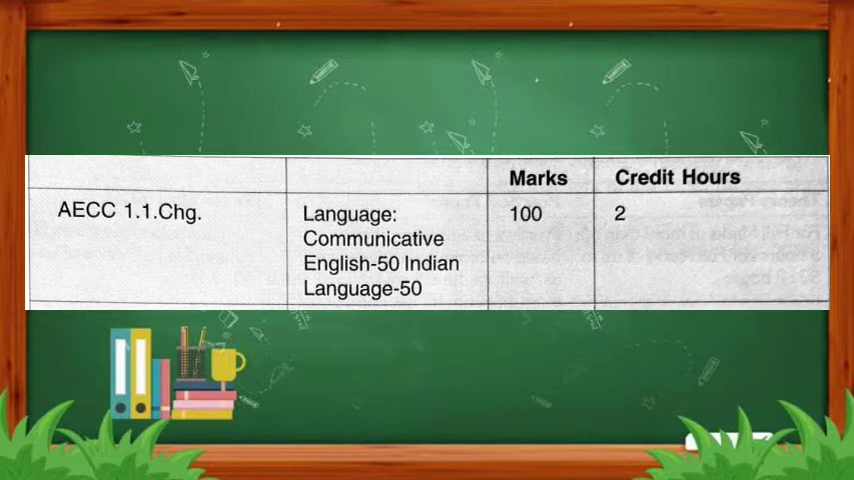 Marks Credit Hours
AECC 1.1.Chg. Language: 100 2
Communicative
English-50 Indian
Language-50